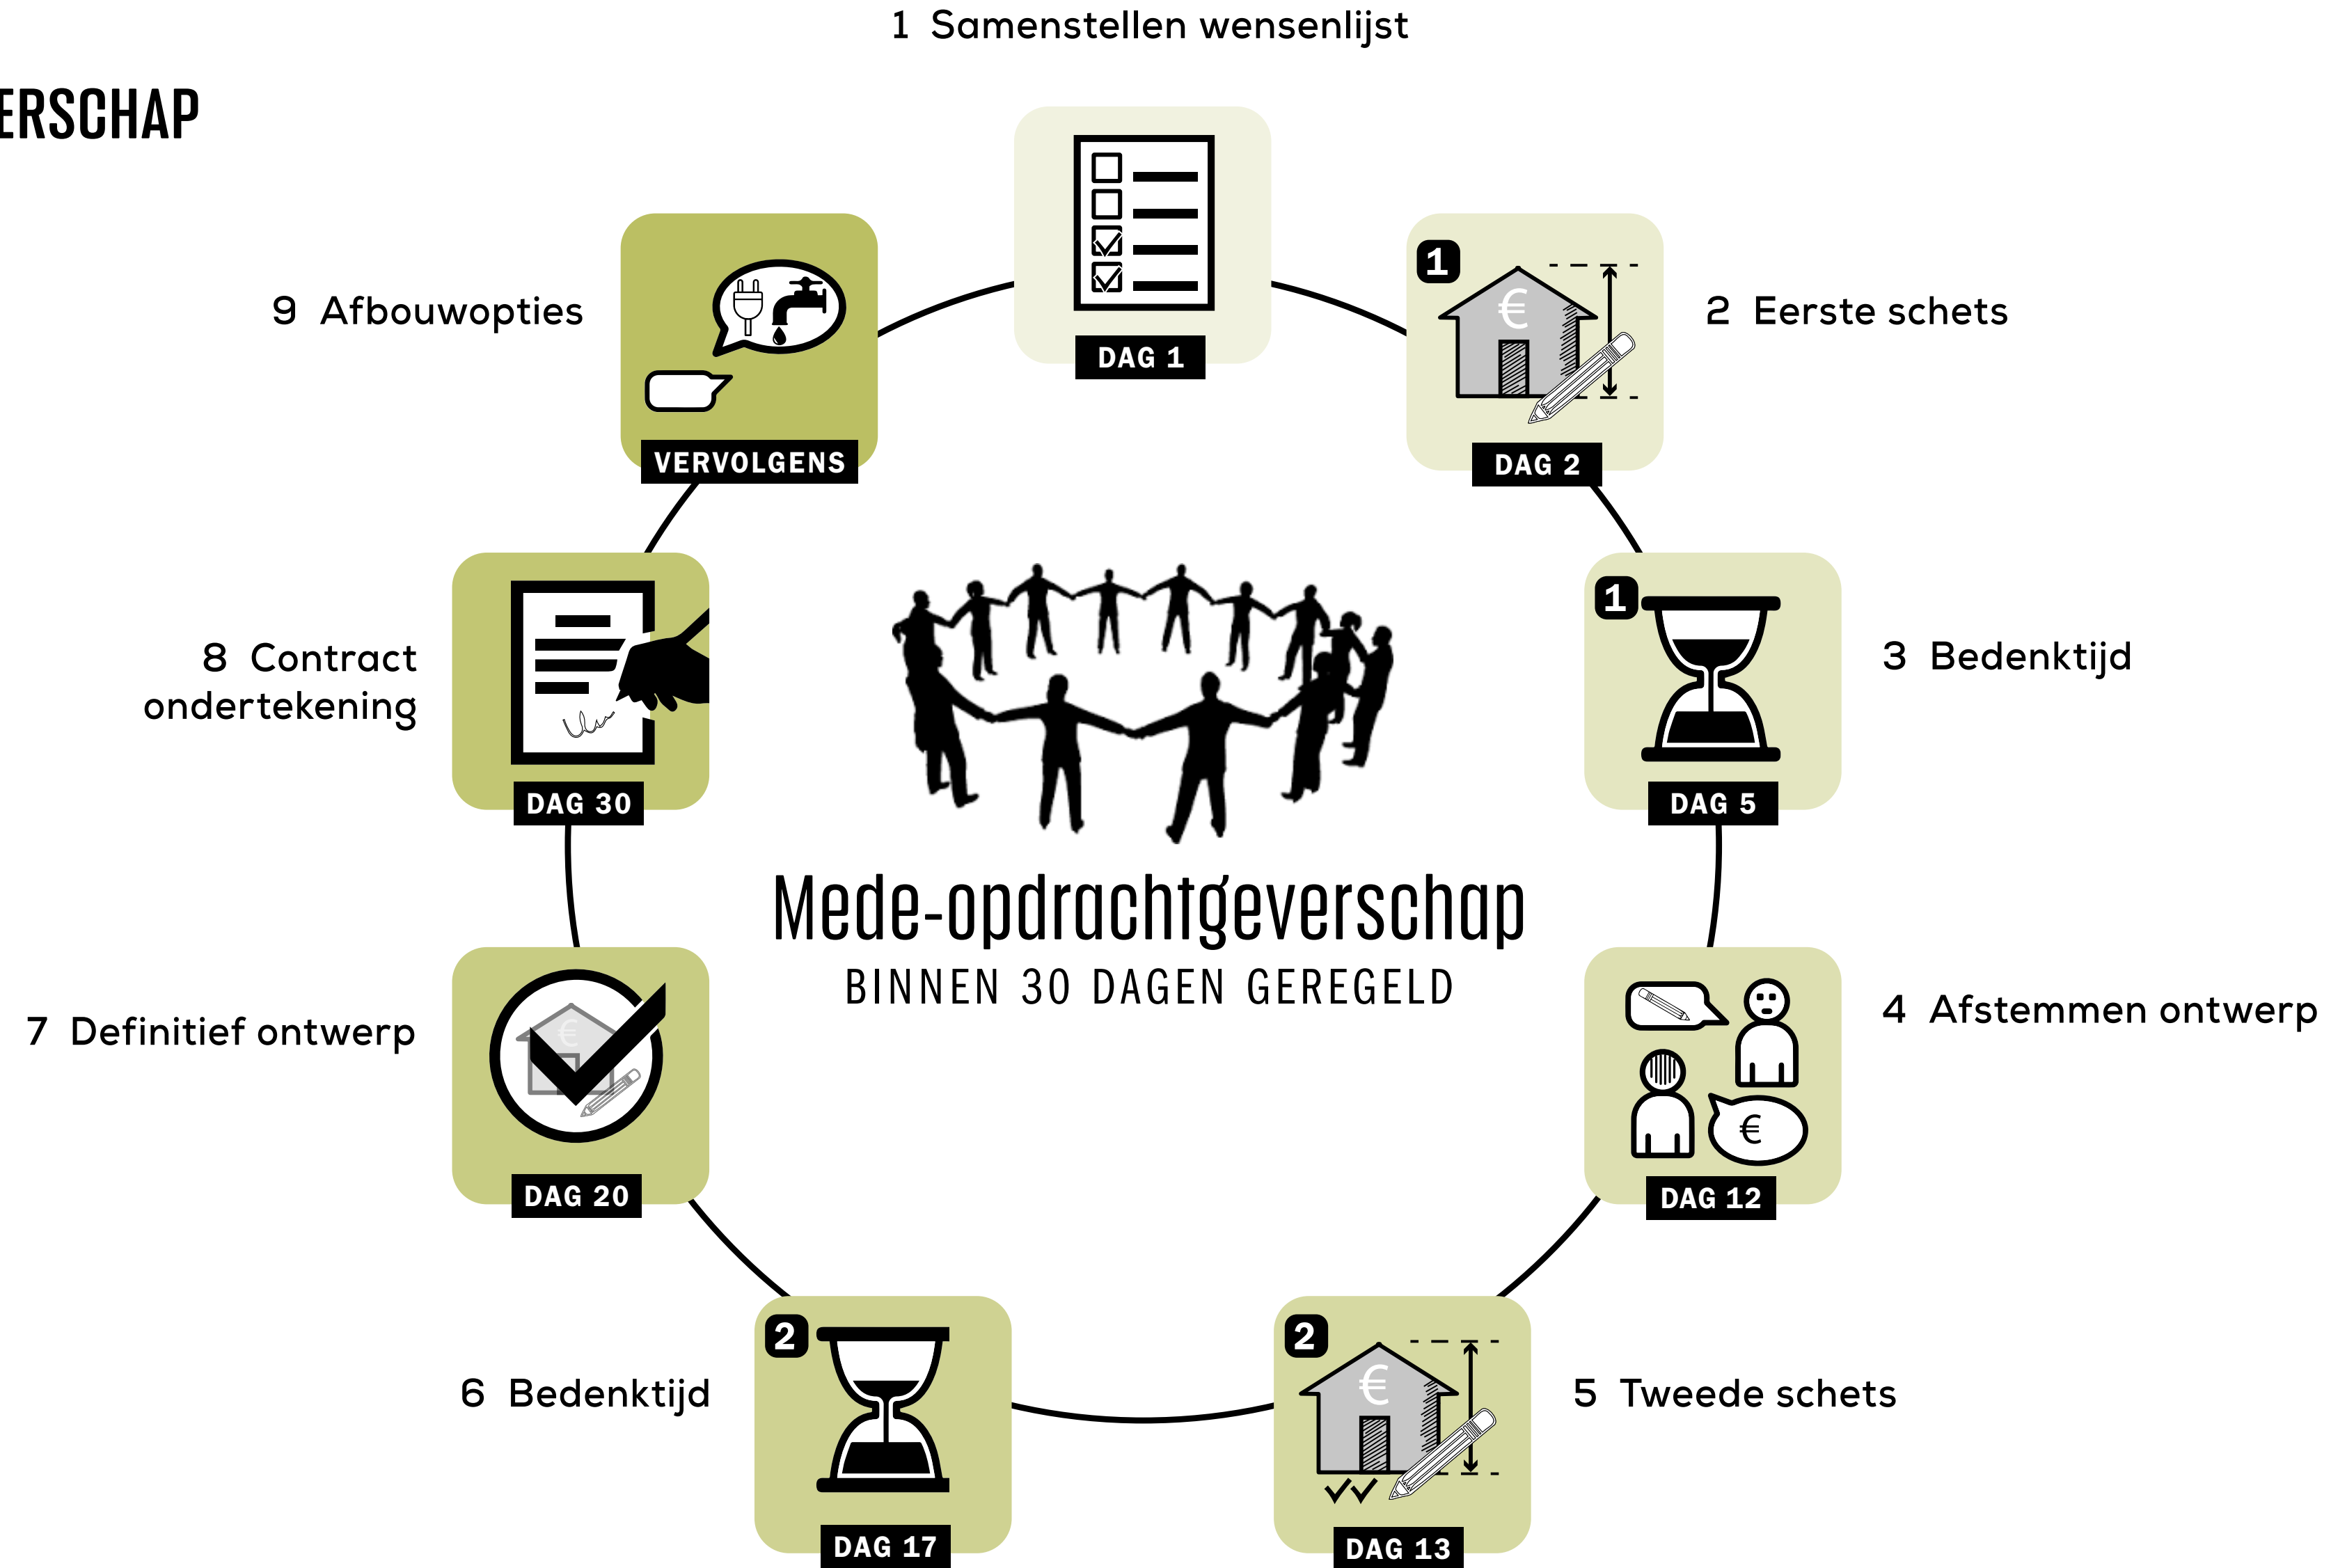 1 Samenstellen wensenlijst
ERSCHAP
DAG 1
1
DAG 2
2 Eerste schets
1
DAG 5
3 Bedenktijd
DAG 12
4 Afstemmen ontwerp
2
DAG 13
5 Tweede schets
2
DAG 17
6 Bedenktijd
DAG 20
7 Definitief ontwerp
DAG 30
8 Contract
ondertekening
VERVOLGENS
9 Afbouwopties
Mede-opdrachtgeverschap
BINNEN 30 DAGEN GEREGELD
€
€
€
€